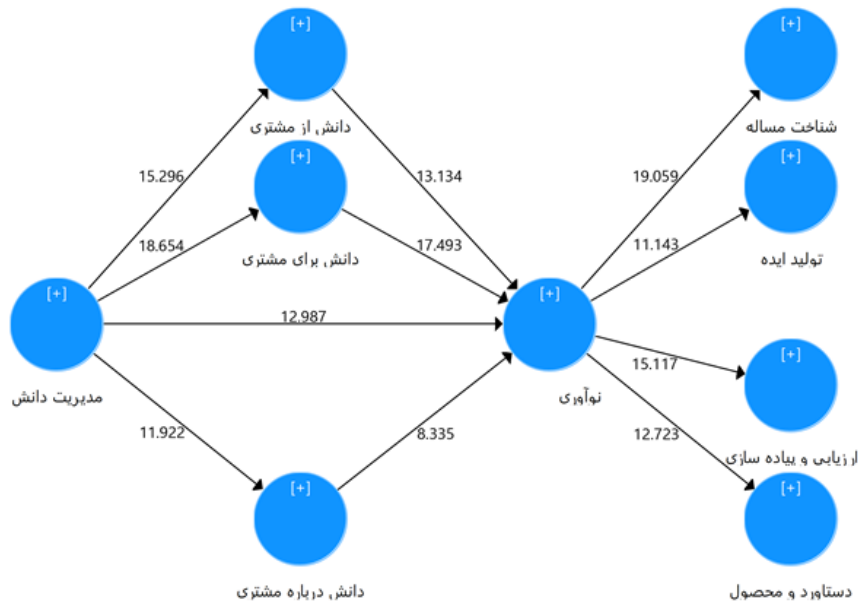 [+]
[+]
دانش از مشتری
شناخت مساله
[+]
[+]
15.296
13.134
19.059
18.654
17.493
11.143
دانش برای مشتری
تولید ایده
[+]
[+]
12.987
[+]
15.117
مدیریت دانش
نوآوری
11.922
8.335
12.723
ارزیابی و پیاده سازی
[+]
[+]
دانش درباره مشتری
دستاورد و محصول